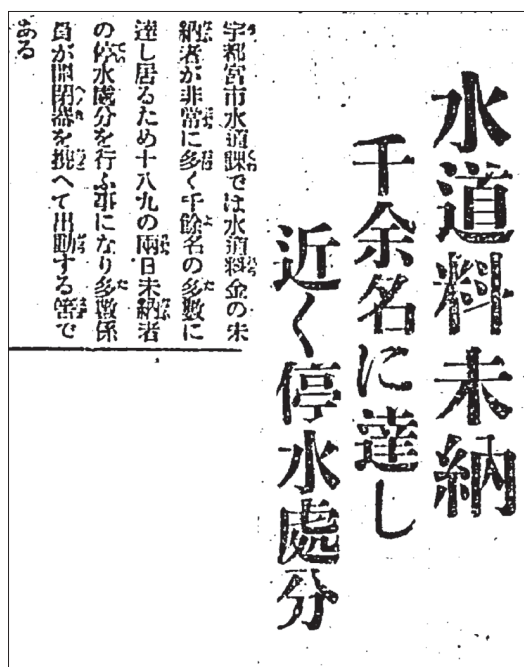 水道料未納
千余名に達し
近く停水處分
宇都宮市水道課では水道料金の未
納者が非常に多く千餘名の多數に
達し居るため十八九の兩日未納者
の停水處分を行ふ事になり多數係
員が開閉器を携へて出動する筈で
ある